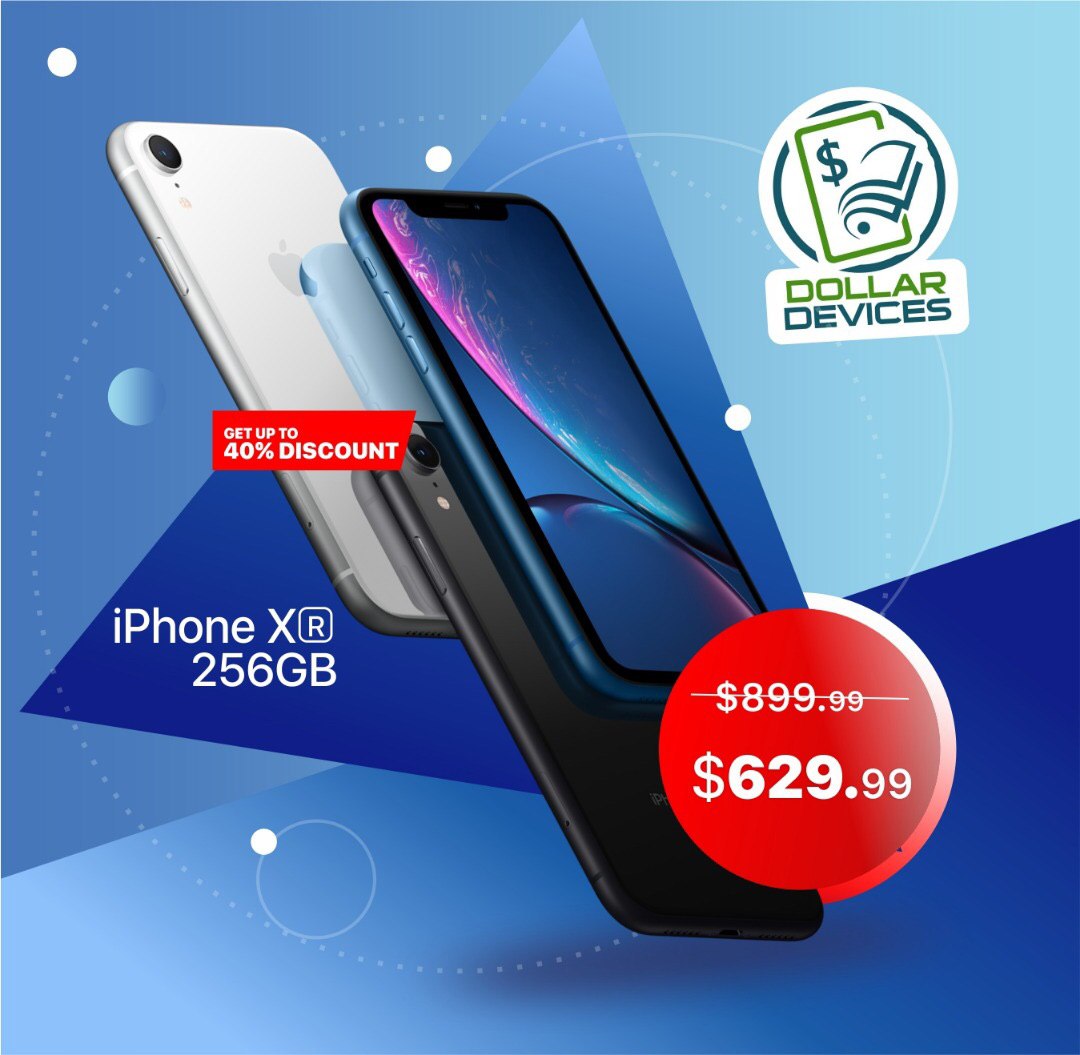 DOLLAR
DEVICES
iPhone XR
256GB
GET UP TO
40% DISCOUNT
$899.99
$629.99
$